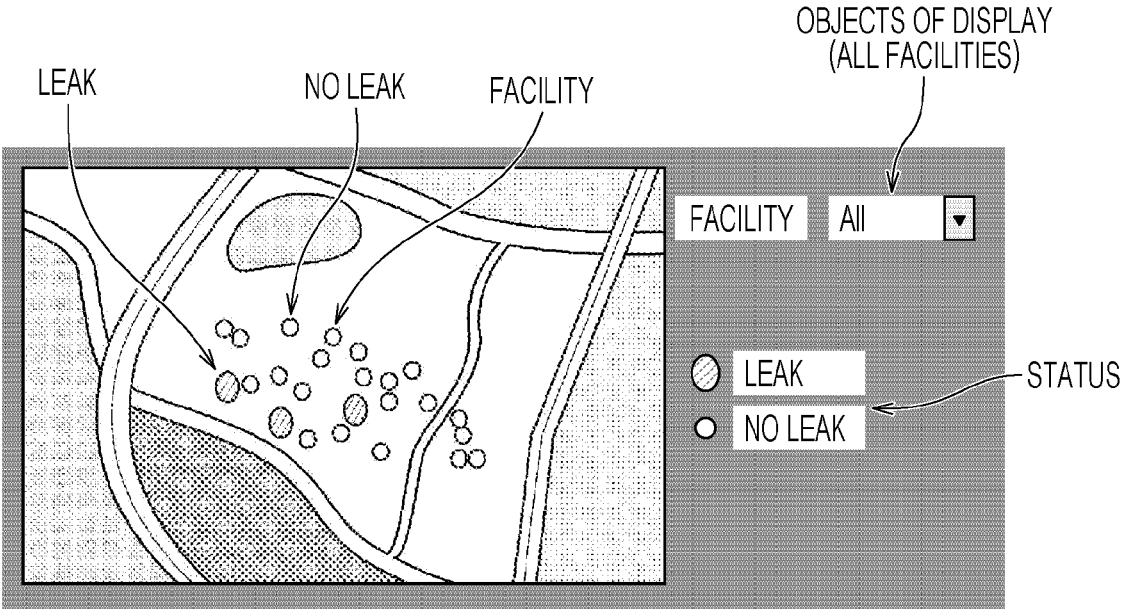 OBJECTS OF DISPLAY
(ALL FACILITIES)
LEAK
NO LEAK
FACILITY
FACILITY
All
LEAK
NO LEAK
STATUS